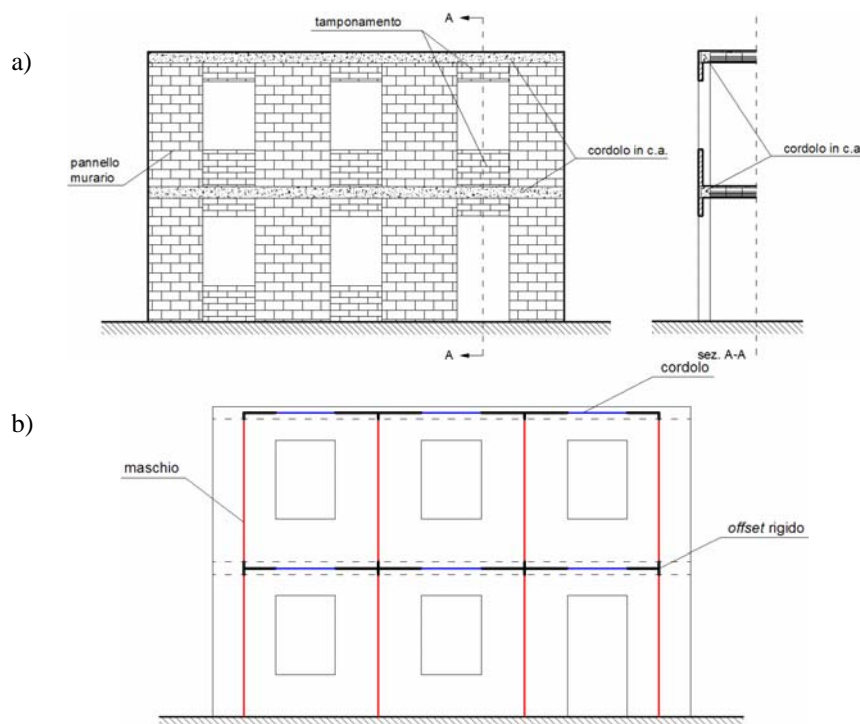 A
tamponamento
a)
pannello
murario
cordolo in c.a.
cordolo in c.a
A
sez. A-A
cordolo
b)
maschio
offset rigido